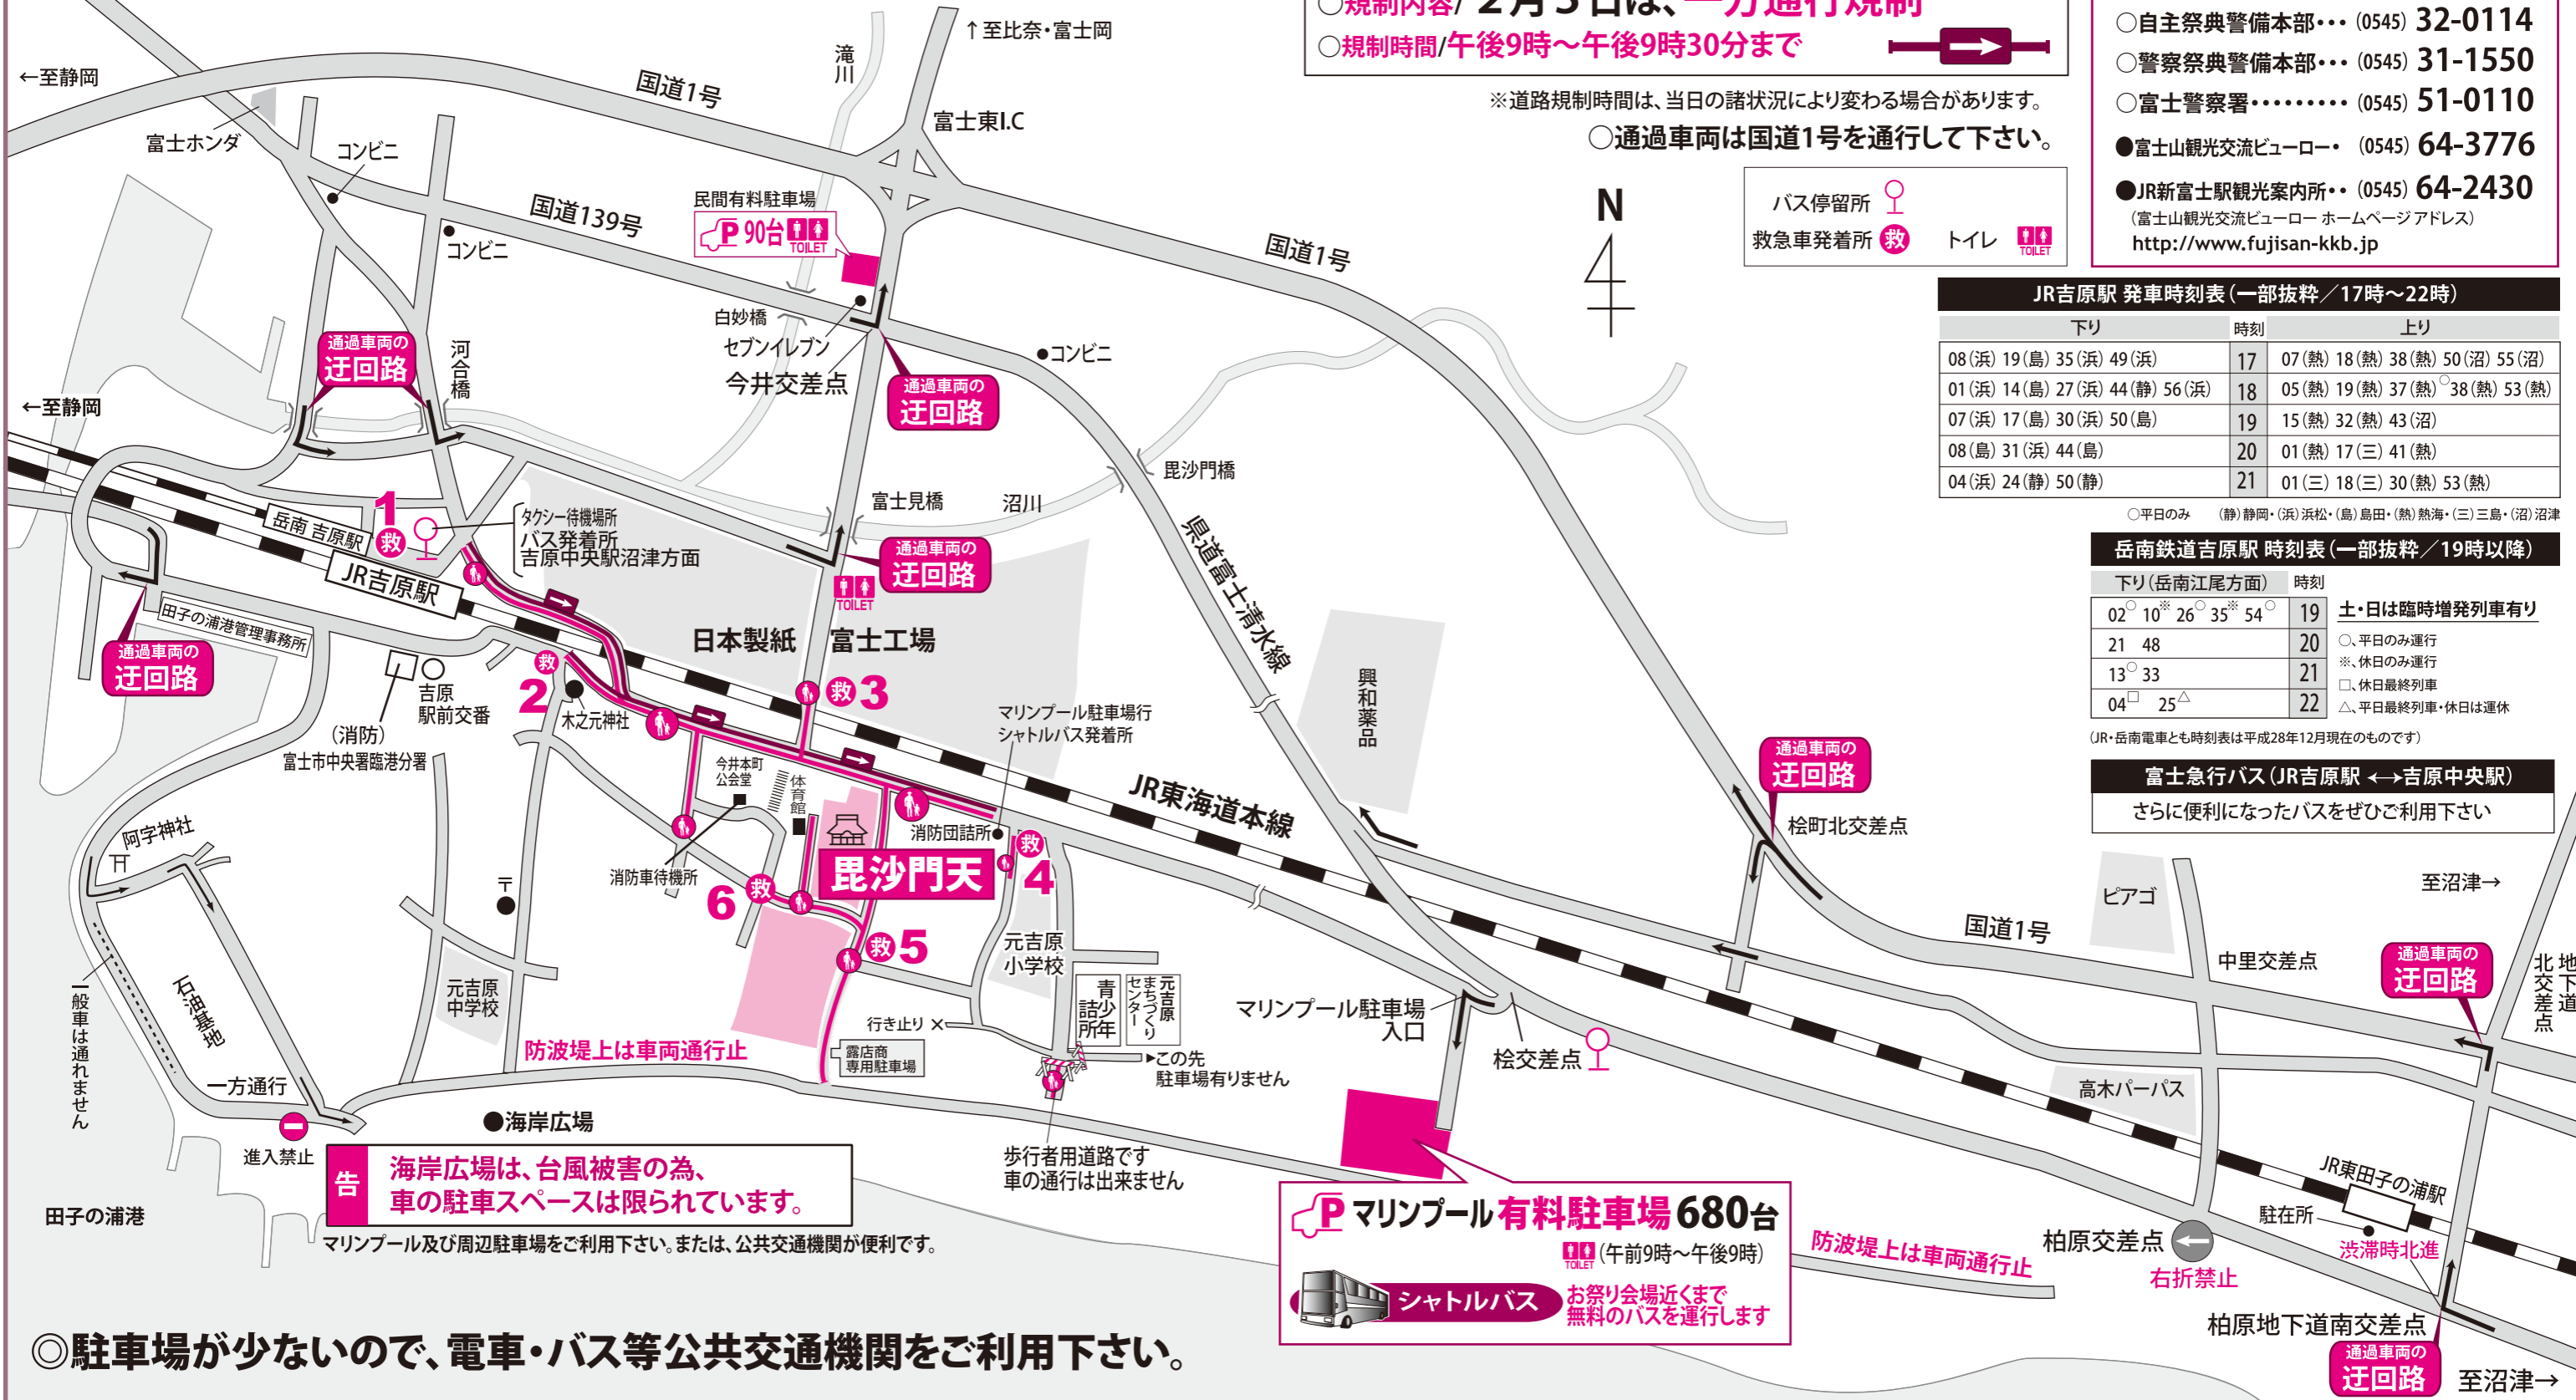 ○規制内容/２月５日は、一方通行規制
○規制時間/午後9時～午後9時30分まで
※道路規制時間は、当日の諸状況により変わる場合があります。
○通過車両は国道1号を通行して下さい。
バス停留所
救急車発着所 救 トイレ TOILET
○自主祭典警備本部・・・ (0545) 32-0114
○警察祭典警備本部・・・ (0545) 31-1550
○富士警察署・・・・・・・・・ (0545) 51-0110
●富士山観光交流ビューロー・ (0545) 64-3776
●JR新富士駅観光案内所・・ (0545) 64-2430
（富士山観光交流ビューロー ホームページ アドレス）
http://www.fujisan-kkb.jp
JR吉原駅 発車時刻表（一部抜粋／17時～22時）
下り 時刻 上り
08(浜) 19(島) 35(浜) 49(浜) 17 07(熱) 18(熱) 38(熱) 50(沼) 55(沼)
01(浜) 14(島) 27(浜) 44(静) 56(浜) 18 05(熱) 19(熱) 37(熱) ○38(熱) 53(熱)
07(浜) 17(島) 30(浜) 50(島) 19 15(熱) 32(熱) 43(沼)
08(島) 31(浜) 44(島) 20 01(熱) 17(三) 41(熱)
04(浜) 24(静) 50(静) 21 01(三) 18(三) 30(熱) 53(熱)
○平日のみ (静)静岡・(浜)浜松・(島)島田・(熱)熱海・(三)三島・(沼)沼津
岳南鉄道吉原駅 時刻表（一部抜粋／19時以降）
下り（岳南江尾方面） 時刻
02○ 10※ 26○ 35※ 54○ 19
21 48 20
13○ 33 21
04□ 25△ 22
土・日は臨時増発列車有り
○、平日のみ運行
※、休日のみ運行
□、休日最終列車
△、平日最終列車・休日は運休
（JR・岳南電車とも時刻表は平成28年12月現在のものです）
富士急行バス（JR吉原駅 ←→吉原中央駅）
さらに便利になったバスをぜひご利用下さい
N
←至静岡
富士ホンダ
コンビニ
国道1号
滝川
↑至比奈・富士岡
富士東I.C
国道139号
コンビニ
民間有料駐車場
P 90台 TOILET
国道1号
白妙橋
セブンイレブン
今井交差点
コンビニ
通過車両の
迂回路
河合橋
通過車両の
迂回路
←至静岡
毘沙門橋
富士見橋
沼川
県道富士清水線
1
救
岳南 吉原駅
JR吉原駅
タクシー待機場所
バス発着所
吉原中央駅沼津方面
通過車両の
迂回路
TOILET
日本製紙 富士工場
田子の浦港管理事務所
通過車両の
迂回路
吉原
駅前交番
(消防)
富士市中央署臨港分署
救
2
木之元神社
救 3
マリンプール駐車場行
シャトルバス発着所
興和薬品
今井本町
公会堂
体育館
消防団詰所
毘沙門天
消防車待機所
救
4
6 救
救 5
JR東海道本線
通過車両の
迂回路
桧町北交差点
ピアゴ
至沼津→
国道1号
中里交差点
通過車両の
迂回路
地下道
北交差点
阿字神社
〒
石油基地
一般車は通れません
元吉原
中学校
元吉原
小学校
青少年
詰所
元吉原
まちづくり
センター
行き止り ×
露店商
専用駐車場
▶この先
駐車場有りません
マリンプール駐車場
入口
桧交差点
高木パーパス
防波堤上は車両通行止
一方通行
進入禁止
●海岸広場
歩行者用道路です
車の通行は出来ません
田子の浦港
告
海岸広場は、台風被害の為、
車の駐車スペースは限られています。
マリンプール及び周辺駐車場をご利用下さい。または、公共交通機関が便利です。
P マリンプール有料駐車場680台
TOILET (午前9時～午後9時)
シャトルバス
お祭り会場近くまで
無料のバスを運行します
防波堤上は車両通行止
JR東田子の浦駅
駐在所
渋滞時北進
柏原交差点
右折禁止
柏原地下道南交差点
通過車両の
迂回路
至沼津→
◎駐車場が少ないので、電車・バス等公共交通機関をご利用下さい。